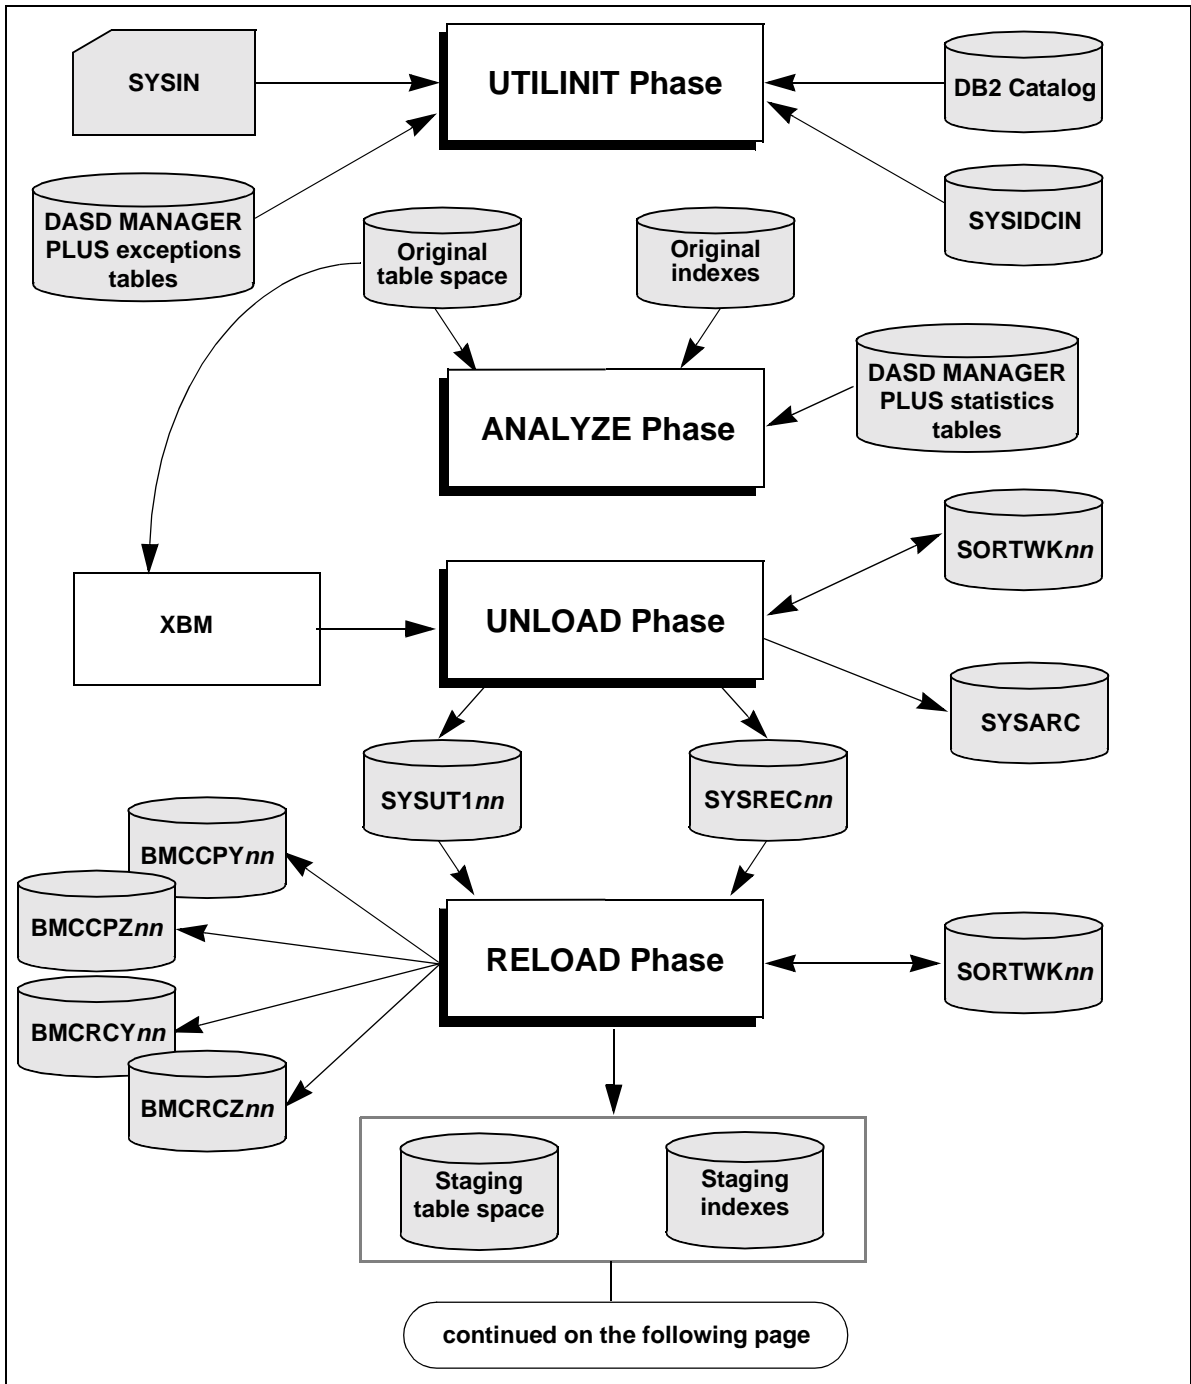 SYSIN
UTILINIT Phase
DB2 Catalog
DASD MANAGER
PLUS exceptions
tables
SYSIDCIN
Original
table space
Original
indexes
DASD MANAGER
PLUS statistics
tables
ANALYZE Phase
SORTWKnn
XBM
UNLOAD Phase
SYSARC
SYSUT1nn
SYSRECnn
BMCCPYnn
BMCCPZnn
RELOAD Phase
SORTWKnn
BMCRCYnn
BMCRCZnn
Staging
table space
Staging
indexes
continued on the following page